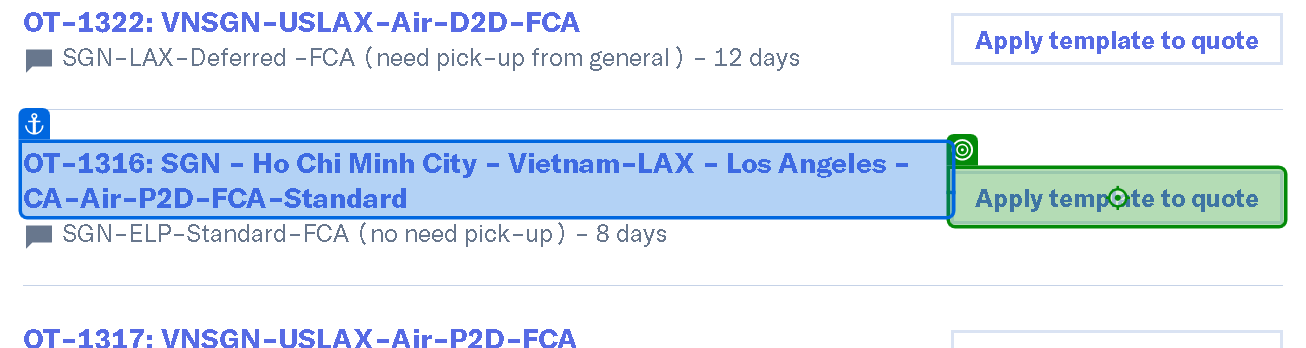 OT-1322: VNSGN-USLAX-Air-D2D-FCA
Apply template to quote
SGN-LAX-Deferred -FCA (need pick-up from general) - 12 days
OT-1316: SGN - Ho Chi Minh City - Vietnam-LAX - Los Angeles -
CA-Air-P2D-FCA-Standard
Apply template to quote
SGN-ELP-Standard-FCA (no need pick-up) - 8 days
OT-1317: VNSGN-USLAX-Air-P2D-FCA